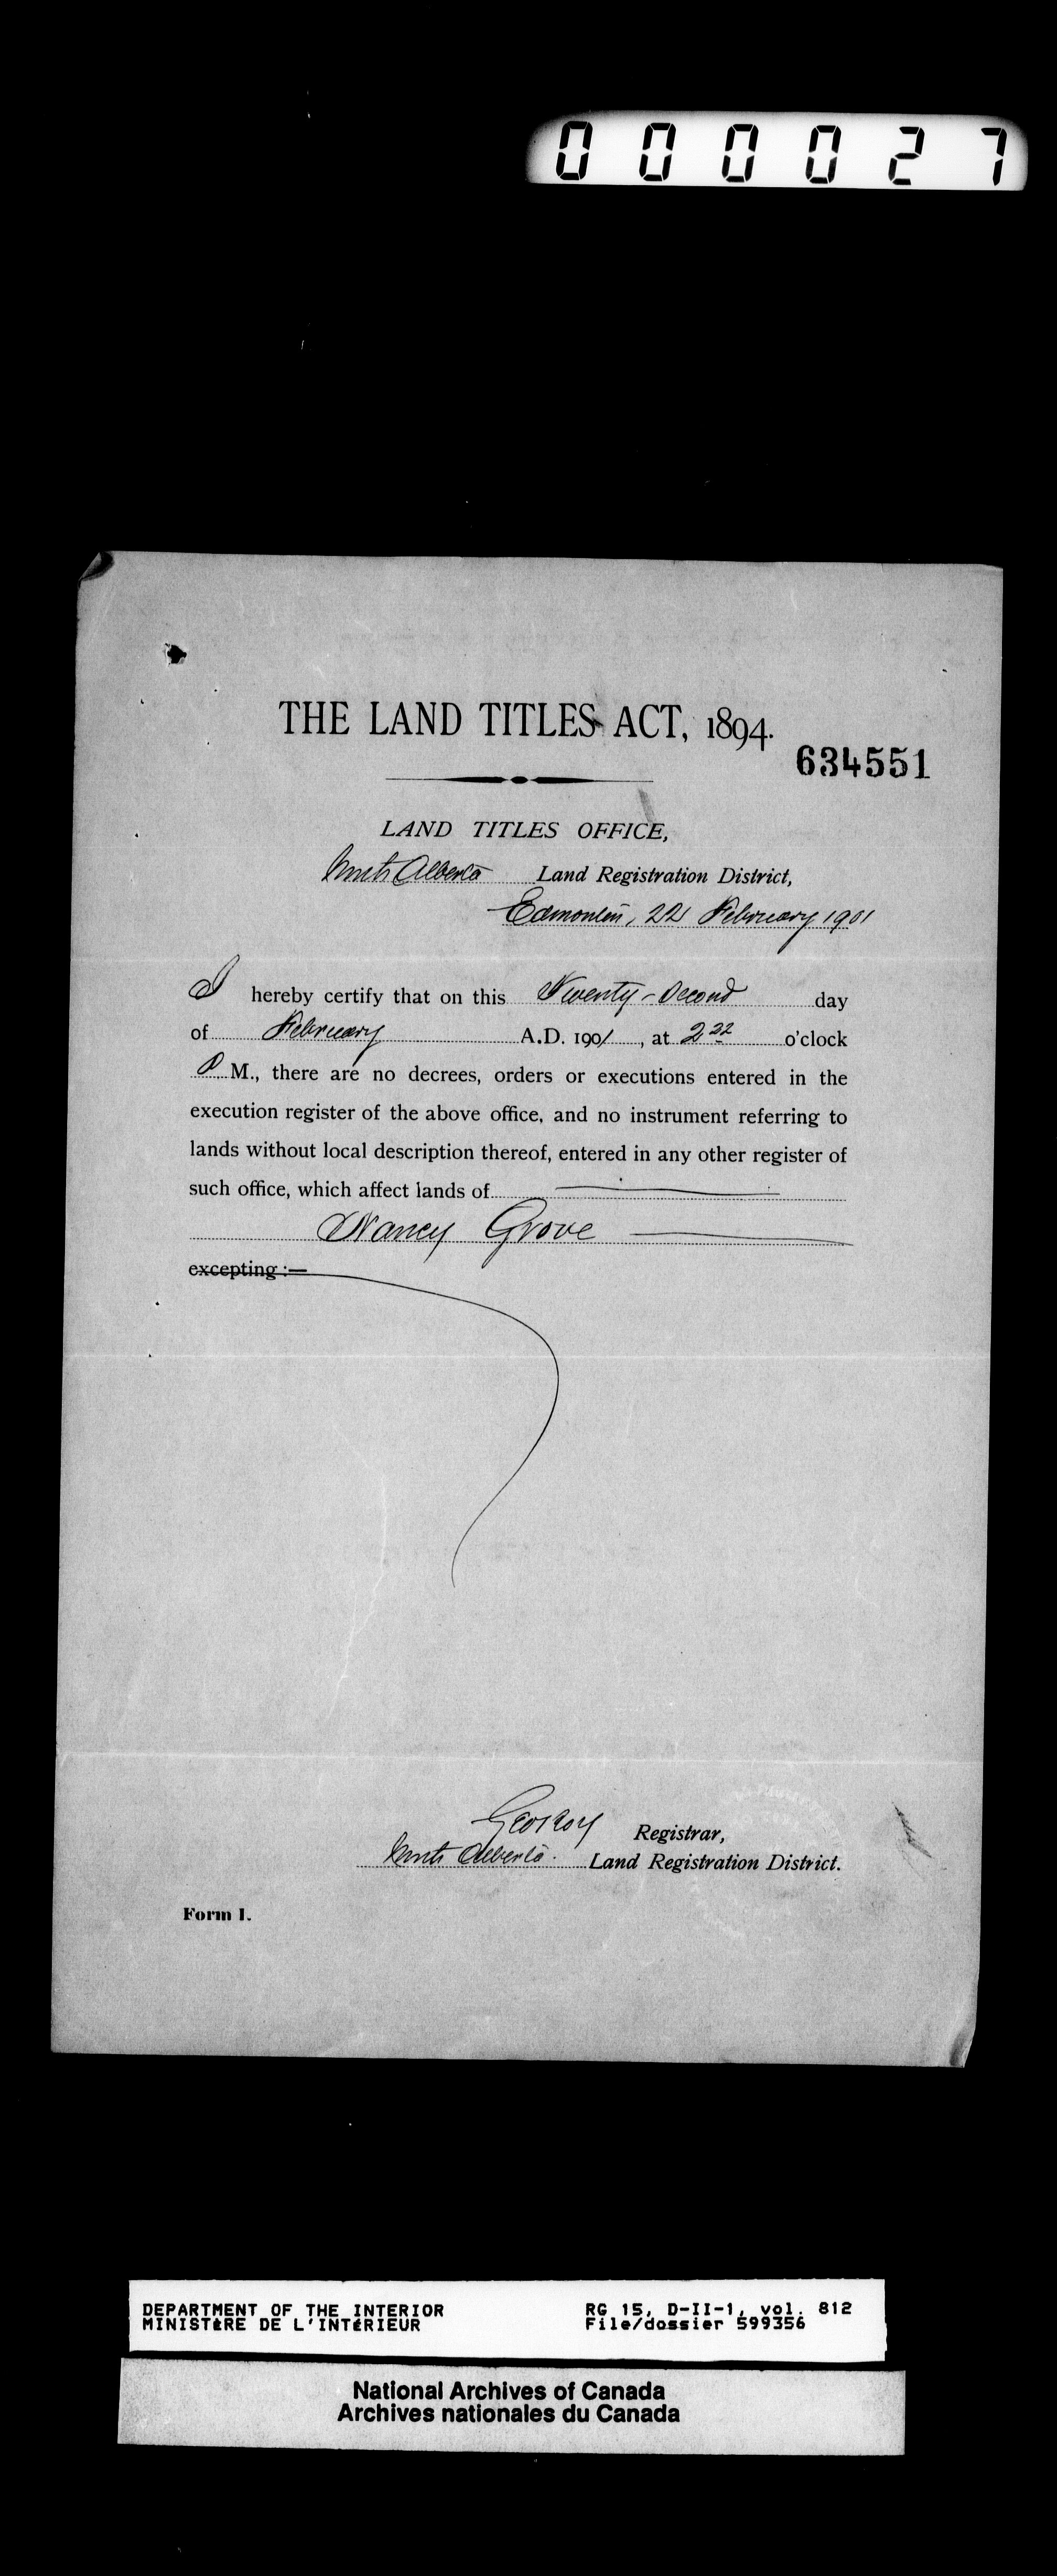 000027
THE LAND TITLES ACT, 1894.
634551
LAND TITLES OFFICE,
North Alberta Land Registration District,
Edmonton, 22 February 1901
I hereby certify that on this Twenty-Second day
of February A.D. 1901, at 2 22 o'clock
P M., there are no decrees, orders or executions entered in the
execution register of the above office, and no instrument referring to
lands without local description thereof, entered in any other register of
such office, which affect lands of
Nancy Grove
excepting :—
Geo Roy Registrar,
North Alberta. Land Registration District.
Form 1.
DEPARTMENT OF THE INTERIOR RG 15, D-II-1, vol. 812
MINISTÈRE DE L'INTÉRIEUR File/dossier 599356
National Archives of Canada
Archives nationales du Canada